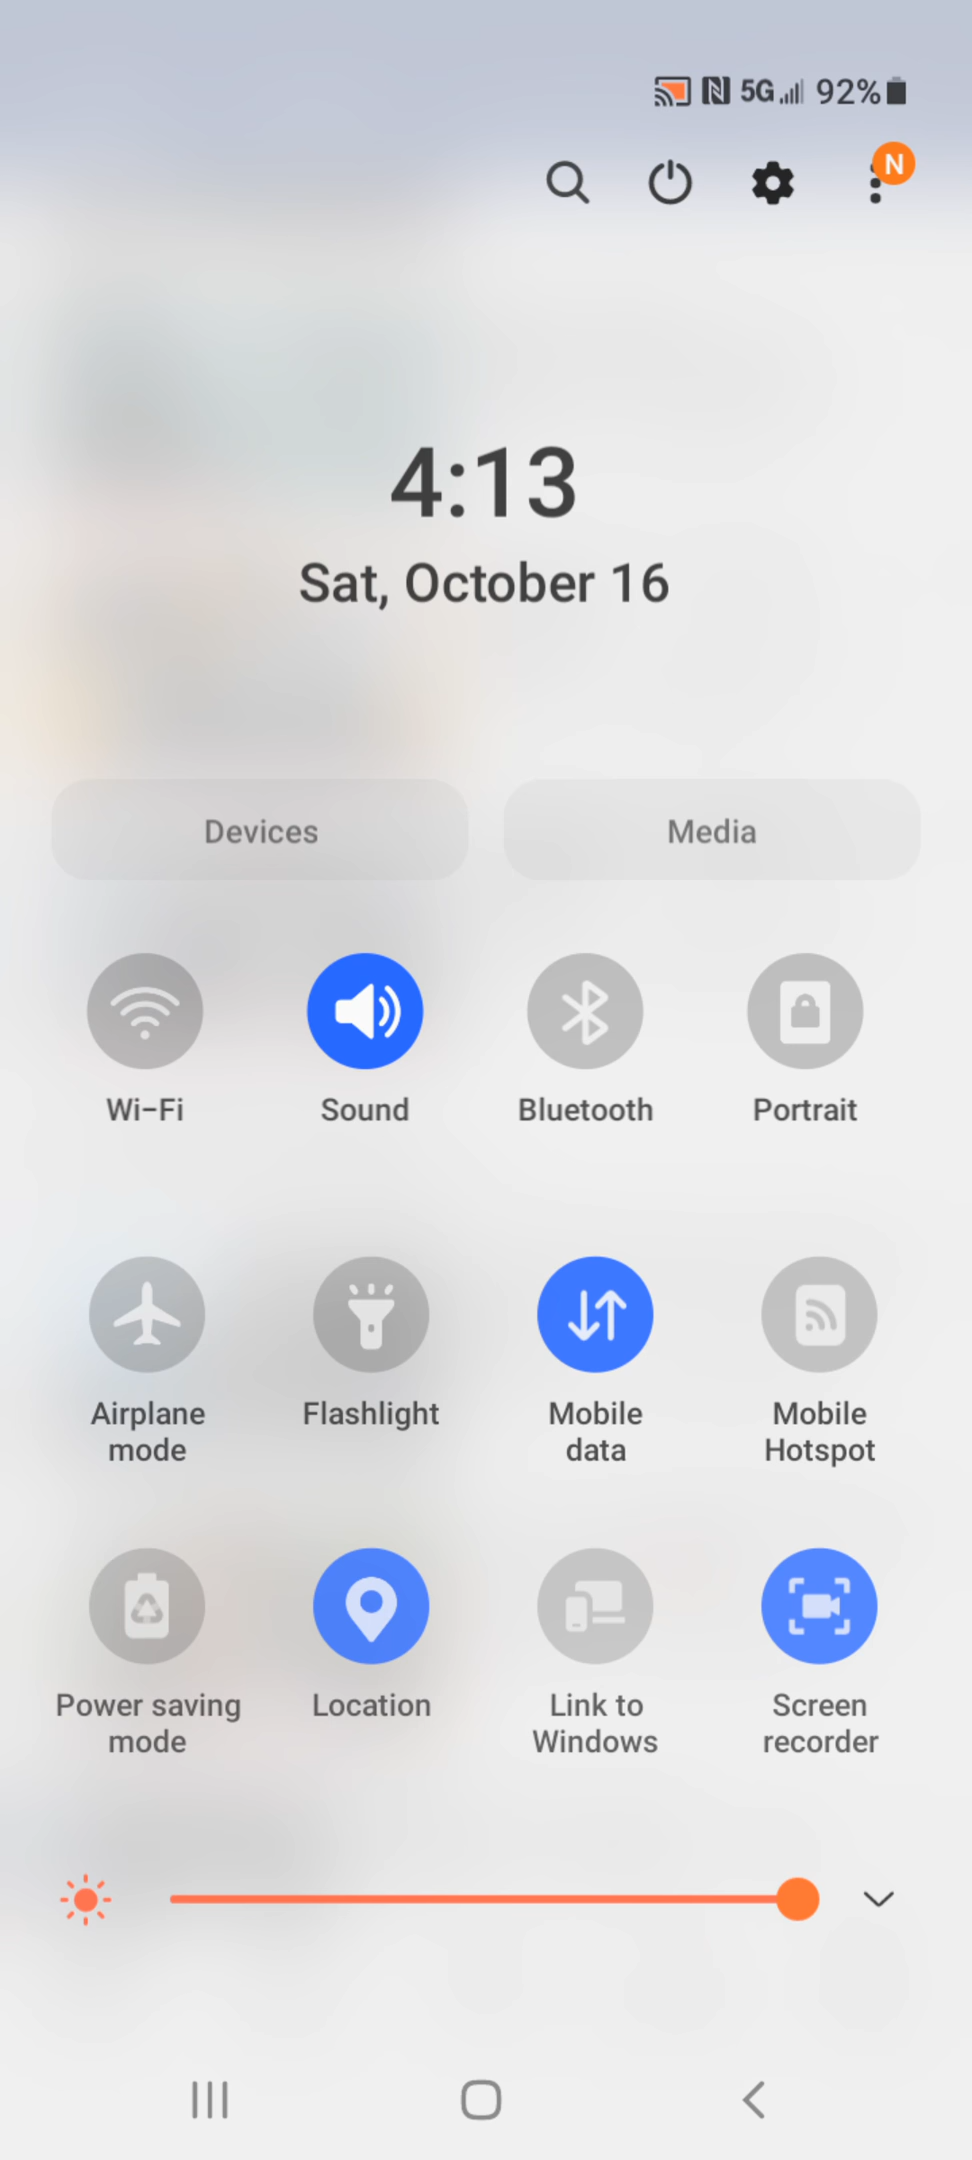 5G 92%
N
4:13
Sat, October 16
Devices Media
Wi-Fi Sound Bluetooth Portrait
Airplane mode
Flashlight
Mobile data
Mobile Hotspot
Power saving mode
Location
Link to Windows
Screen recorder